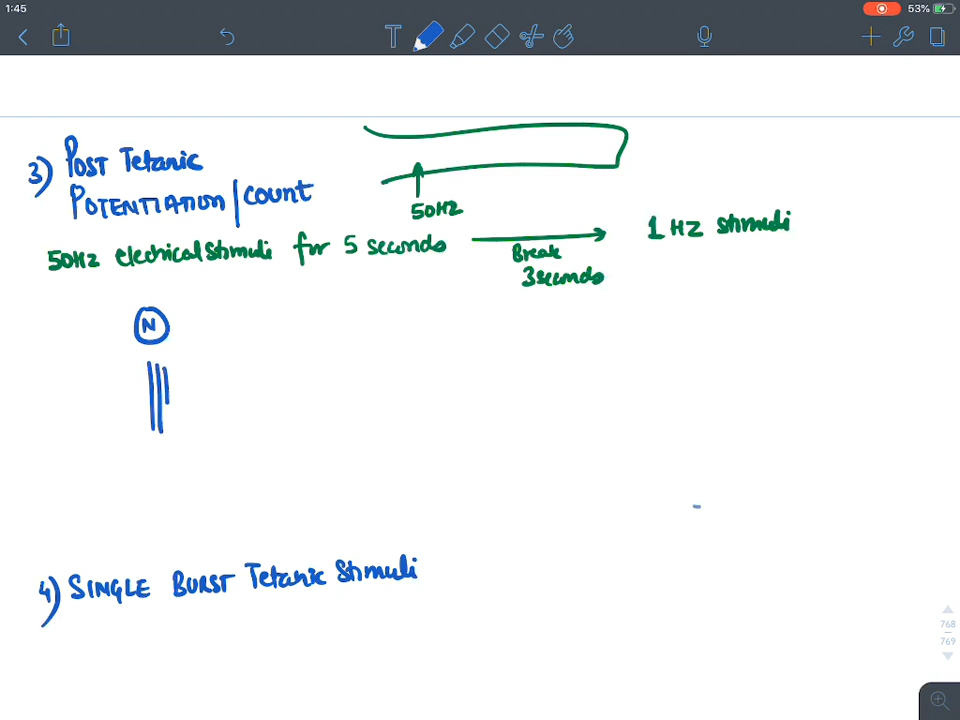 1:45
53%
T
3) POST Tetanic
POTENTIATION/count
50HZ
50HZ electrical stimuli for 5 seconds
Break
3seconds
1 HZ stimuli
N
4) SINGLE BURST Tetanic Stimuli
768
769